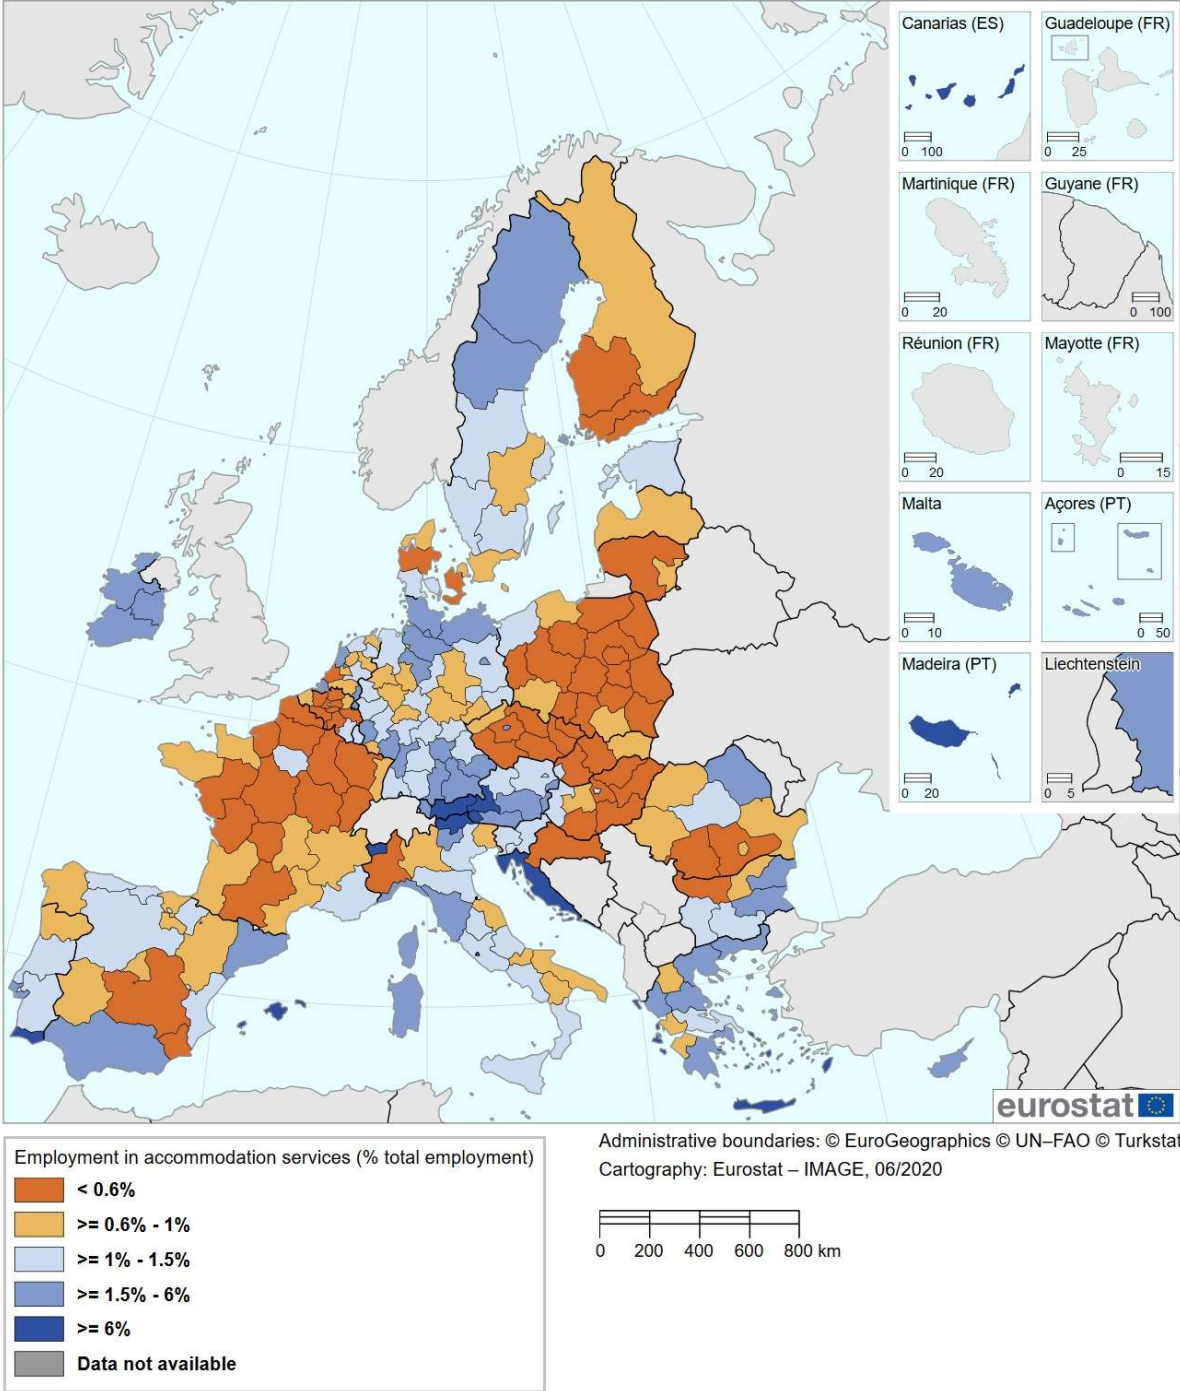 Canarias (ES)
0 100
Guadeloupe (FR)
0 25
Martinique (FR)
0 20
Guyane (FR)
0 100
Réunion (FR)
0 20
Mayotte (FR)
0 15
Malta
0 10
Açores (PT)
0 50
Madeira (PT)
0 20
Liechtenstein
0 5
eurostat
Employment in accommodation services (% total employment)
< 0.6%
>= 0.6% - 1%
>= 1% - 1.5%
>= 1.5% - 6%
>= 6%
Data not available
Administrative boundaries: © EuroGeographics © UN–FAO © Turkstat
Cartography: Eurostat – IMAGE, 06/2020
0 200 400 600 800 km